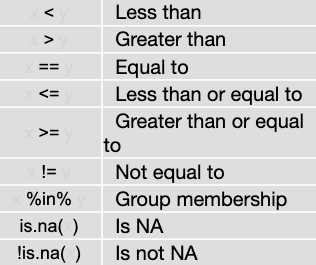 x < y Less than
x > y Greater than
x == y Equal to
x <= y Less than or equal to
x >= y Greater than or equal
to
x != y Not equal to
x %in% y Group membership
is.na( ) Is NA
!is.na( ) Is not NA